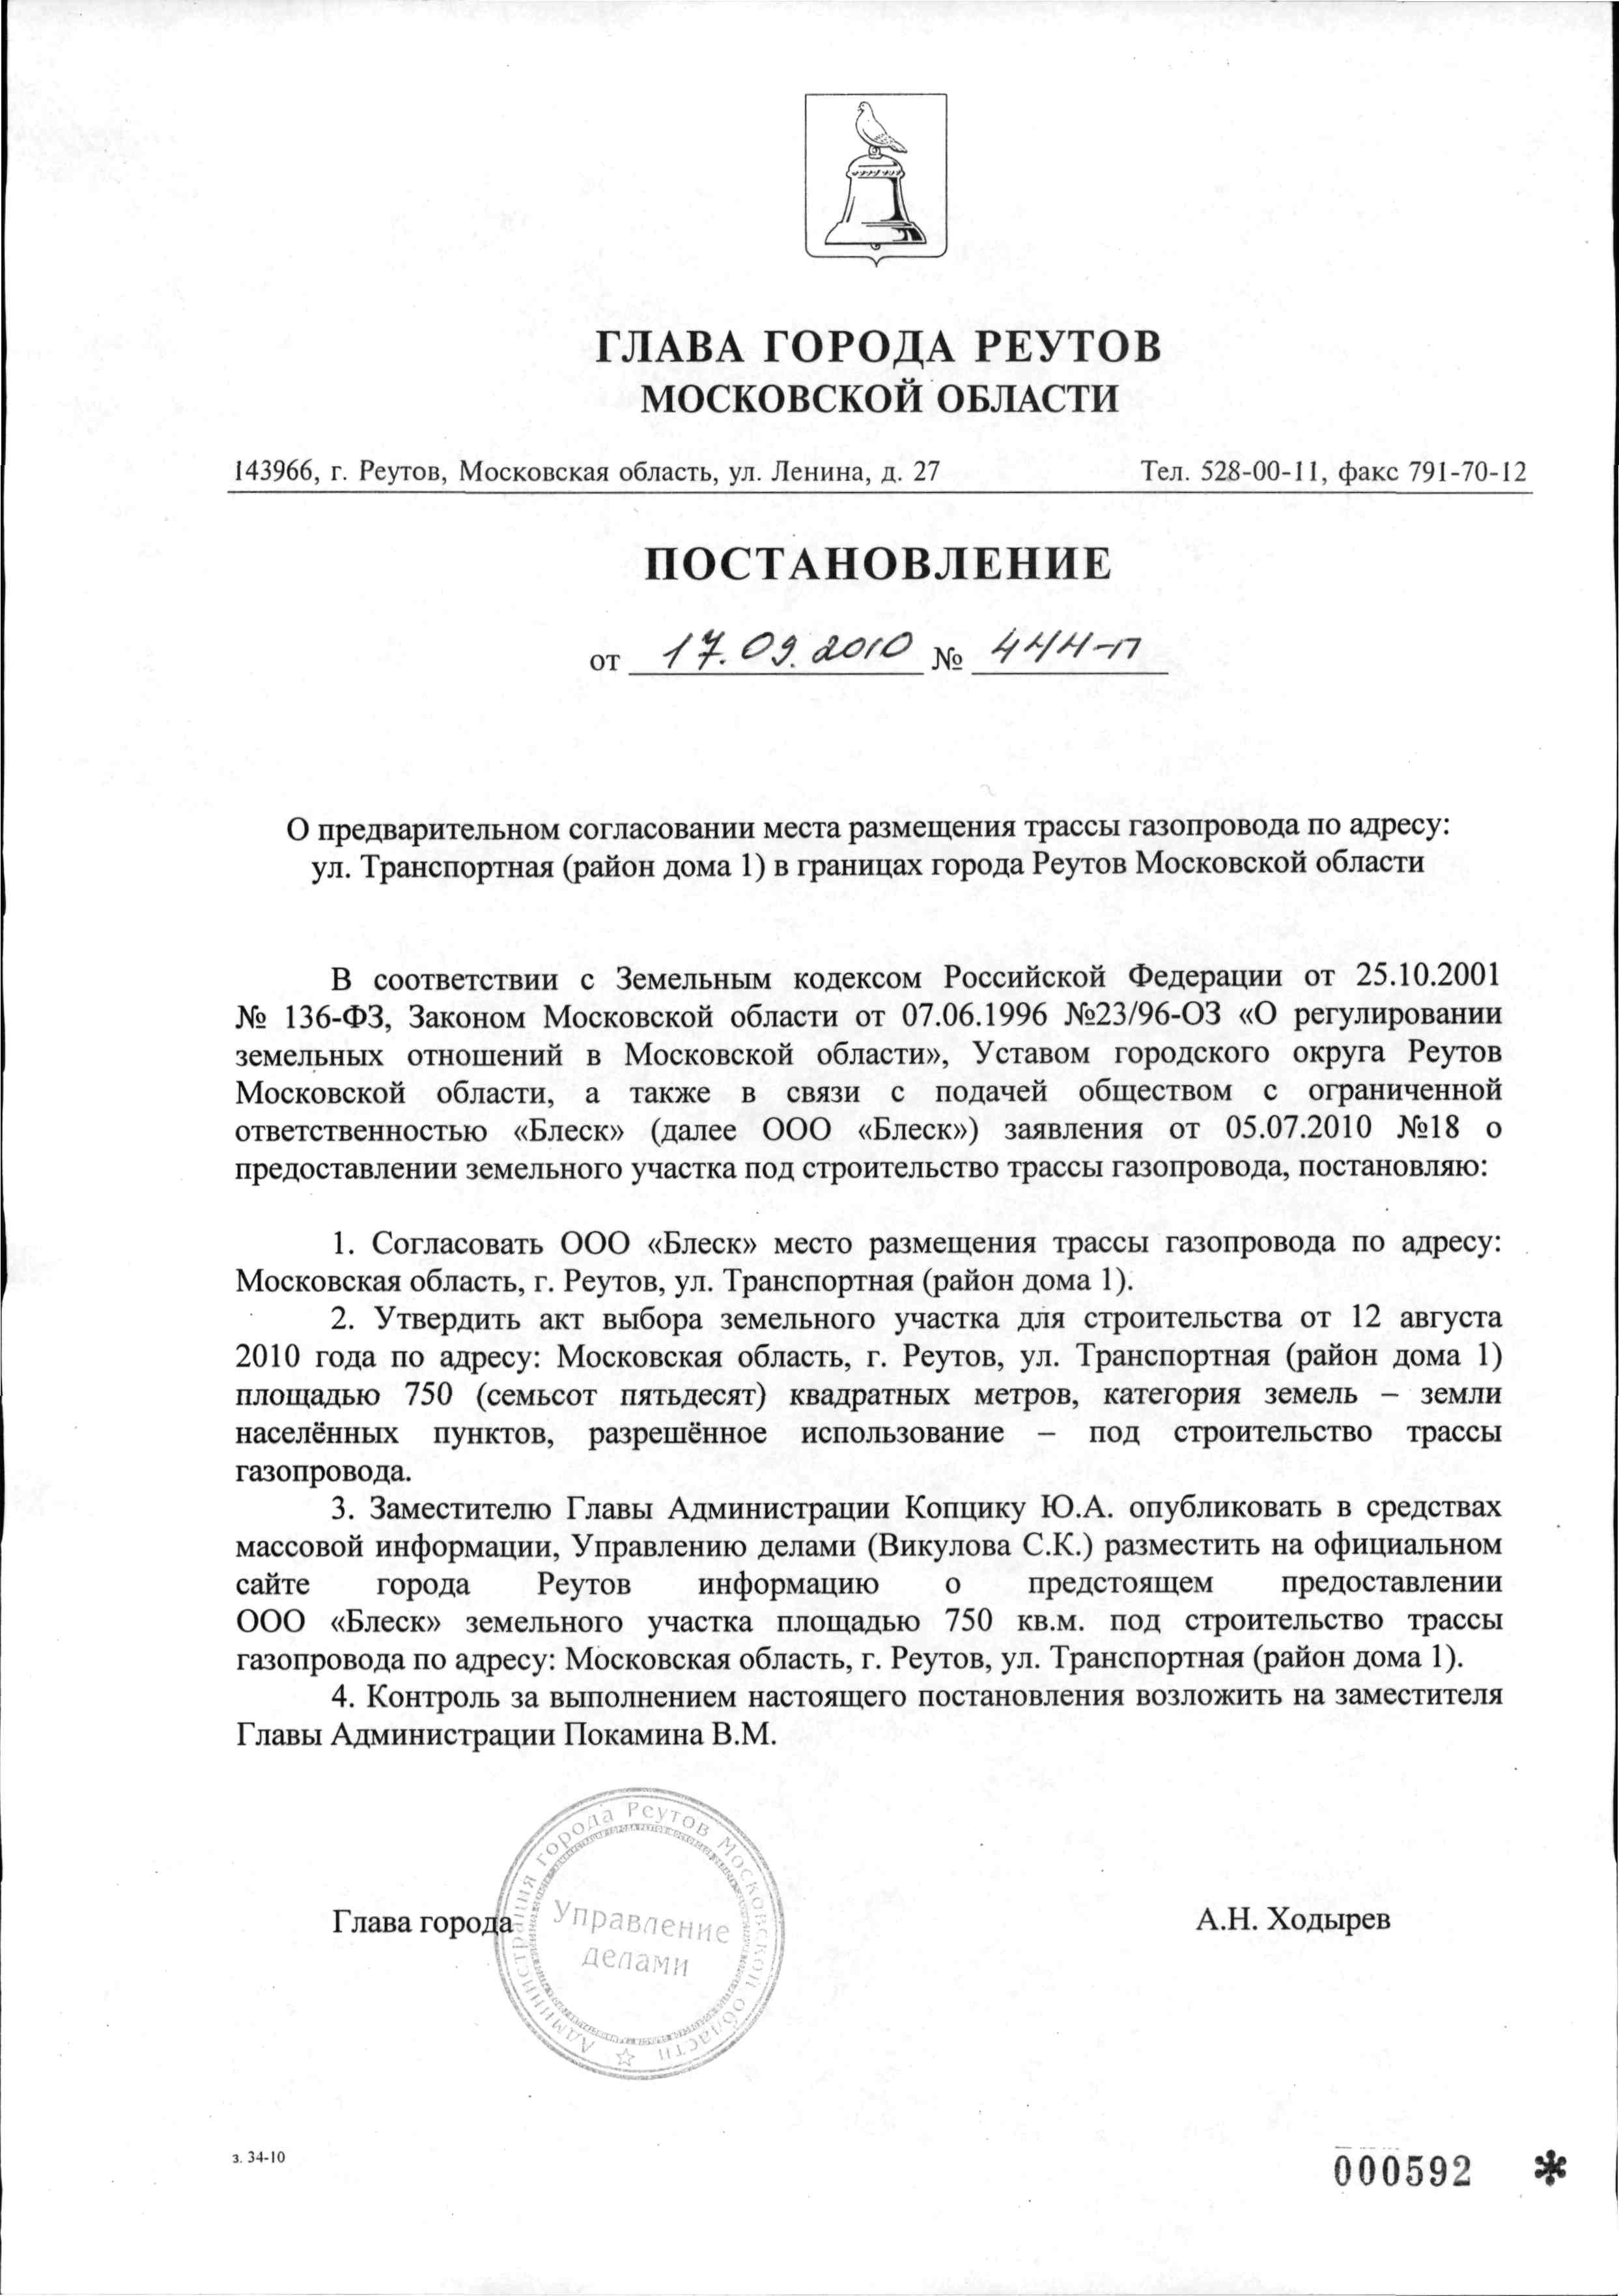 ГЛАВА ГОРОДА РЕУТОВ
МОСКОВСКОЙ ОБЛАСТИ
143966, г. Реутов, Московская область, ул. Ленина, д. 27 Тел. 528-00-11, факс 791-70-12
ПОСТАНОВЛЕНИЕ
от 17.09.2010 № 444-п
О предварительном согласовании места размещения трассы газопровода по адресу:
ул. Транспортная (район дома 1) в границах города Реутов Московской области
В соответствии с Земельным кодексом Российской Федерации от 25.10.2001
№ 136-ФЗ, Законом Московской области от 07.06.1996 №23/96-ОЗ «О регулировании
земельных отношений в Московской области», Уставом городского округа Реутов
Московской области, а также в связи с подачей обществом с ограниченной
ответственностью «Блеск» (далее ООО «Блеск») заявления от 05.07.2010 №18 о
предоставлении земельного участка под строительство трассы газопровода, постановляю:
1. Согласовать ООО «Блеск» место размещения трассы газопровода по адресу:
Московская область, г. Реутов, ул. Транспортная (район дома 1).
2. Утвердить акт выбора земельного участка для строительства от 12 августа
2010 года по адресу: Московская область, г. Реутов, ул. Транспортная (район дома 1)
площадью 750 (семьсот пятьдесят) квадратных метров, категория земель – земли
населённых пунктов, разрешённое использование – под строительство трассы
газопровода.
3. Заместителю Главы Администрации Копцику Ю.А. опубликовать в средствах
массовой информации, Управлению делами (Викулова С.К.) разместить на официальном
сайте города Реутов информацию о предстоящем предоставлении
ООО «Блеск» земельного участка площадью 750 кв.м. под строительство трассы
газопровода по адресу: Московская область, г. Реутов, ул. Транспортная (район дома 1).
4. Контроль за выполнением настоящего постановления возложить на заместителя
Главы Администрации Покамина В.М.
Администрация города Реутов Московской области
Управление
делами
Глава города А.Н. Ходырев
з. 34-10
000592 *